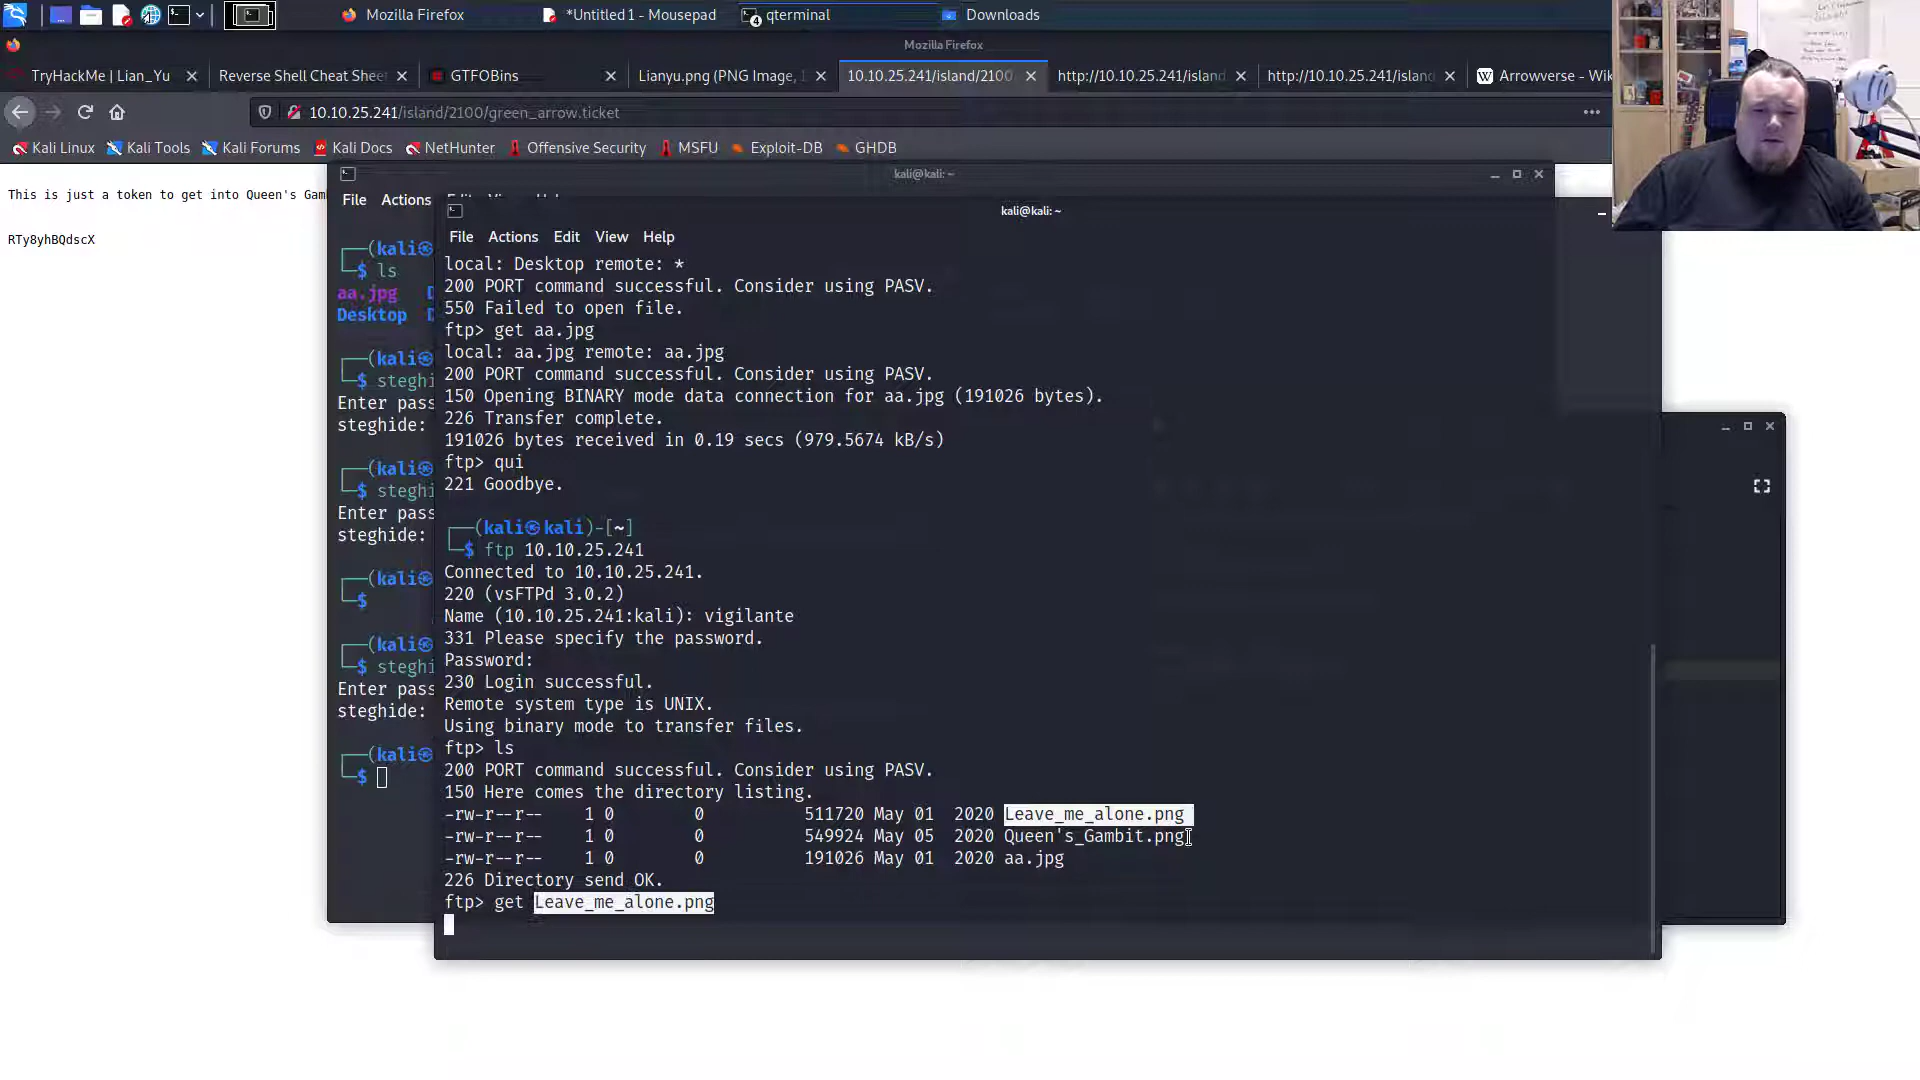 Mozilla Firefox
*Untitled 1 - Mousepad
4
qterminal
Downloads
Mozilla Firefox
TryHackMe | Lian_Yu
Reverse Shell Cheat Shee
GTFOBins
Lianyu.png (PNG Image, 1
10.10.25.241/island/2100
http://10.10.25.241/island
http://10.10.25.241/island
Arrowverse - Wik
10.10.25.241/island/2100/green_arrow.ticket
Kali Linux
Kali Tools
Kali Forums
Kali Docs
NetHunter
Offensive Security
MSFU
Exploit-DB
GHDB
This is just a token to get into Queen's Gam
RTy8yhBQdscX
kali@kali: ~
File Actions
(kali㉿
$ ls
aa.jpg
Desktop
(kali㉿
$ steghi
Enter pass
steghide:
(kali㉿
$ steghi
Enter pass
steghide:
(kali㉿
$
(kali㉿
$ steghi
Enter pass
steghide:
(kali㉿
$
kali@kali: ~
File Actions Edit View Help
local: Desktop remote: *
200 PORT command successful. Consider using PASV.
550 Failed to open file.
ftp> get aa.jpg
local: aa.jpg remote: aa.jpg
200 PORT command successful. Consider using PASV.
150 Opening BINARY mode data connection for aa.jpg (191026 bytes).
226 Transfer complete.
191026 bytes received in 0.19 secs (979.5674 kB/s)
ftp> qui
221 Goodbye.
(kali㉿kali)-[~]
$ ftp 10.10.25.241
Connected to 10.10.25.241.
220 (vsFTPd 3.0.2)
Name (10.10.25.241:kali): vigilante
331 Please specify the password.
Password:
230 Login successful.
Remote system type is UNIX.
Using binary mode to transfer files.
ftp> ls
200 PORT command successful. Consider using PASV.
150 Here comes the directory listing.
-rw-r--r-- 1 0 0 511720 May 01 2020 Leave_me_alone.png
-rw-r--r-- 1 0 0 549924 May 05 2020 Queen's_Gambit.png
-rw-r--r-- 1 0 0 191026 May 01 2020 aa.jpg
226 Directory send OK.
ftp> get Leave_me_alone.png